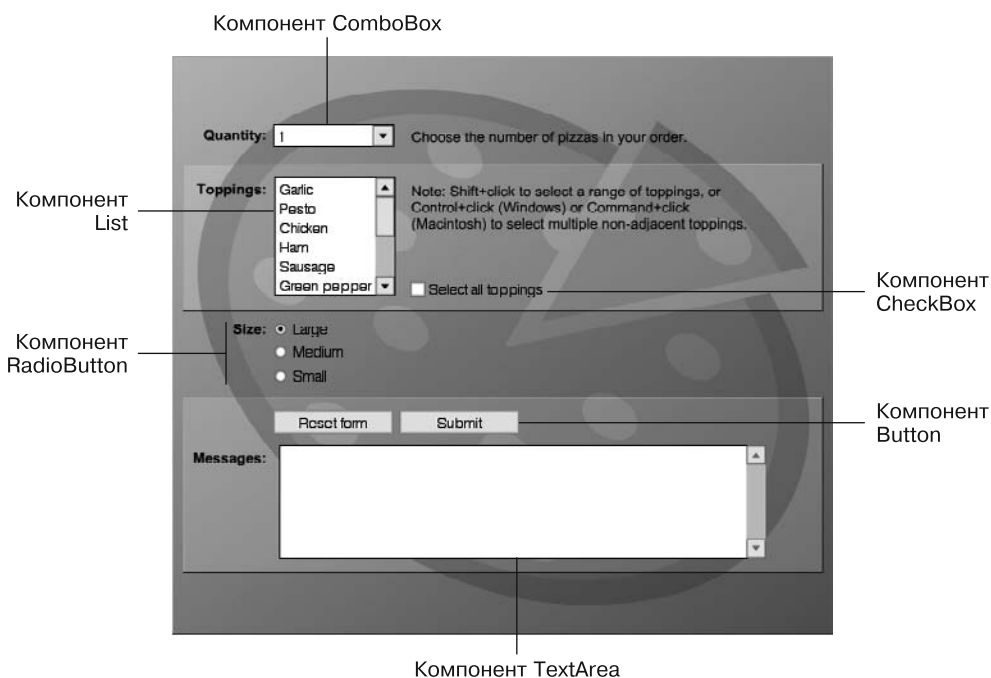 Компонент ComboBox
Quantity: 1 Choose the number of pizzas in your order.
Компонент List
Toppings:
Garlic
Pesto
Chicken
Ham
Sausage
Green pepper
Note: Shift+click to select a range of toppings, or
Control+click (Windows) or Command+click
(Macintosh) to select multiple non-adjacent toppings.
Select all toppings
Компонент
CheckBox
Компонент
RadioButton
Size: Large
Medium
Small
Reset form Submit
Компонент
Button
Messages:
Компонент TextArea